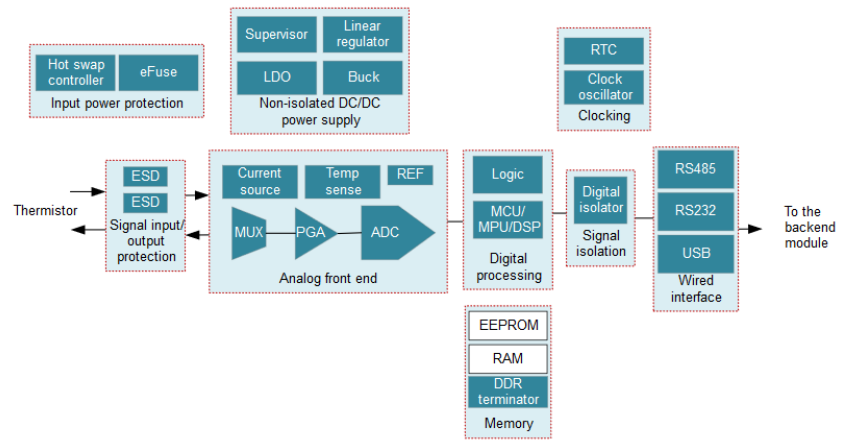 Hot swap
controller
eFuse
Input power protection
Supervisor
Linear
regulator
LDO
Buck
Non-isolated DC/DC
power supply
RTC
Clock
oscillator
Clocking
Thermistor
ESD
ESD
Signal input/
output
protection
Current
source
Temp
sense
REF
MUX
PGA
ADC
Analog front end
Logic
MCU/
MPU/DSP
Digital
processing
Digital
isolator
Signal
isolation
RS485
RS232
USB
Wired
interface
To the
backend
module
EEPROM
RAM
DDR
terminator
Memory